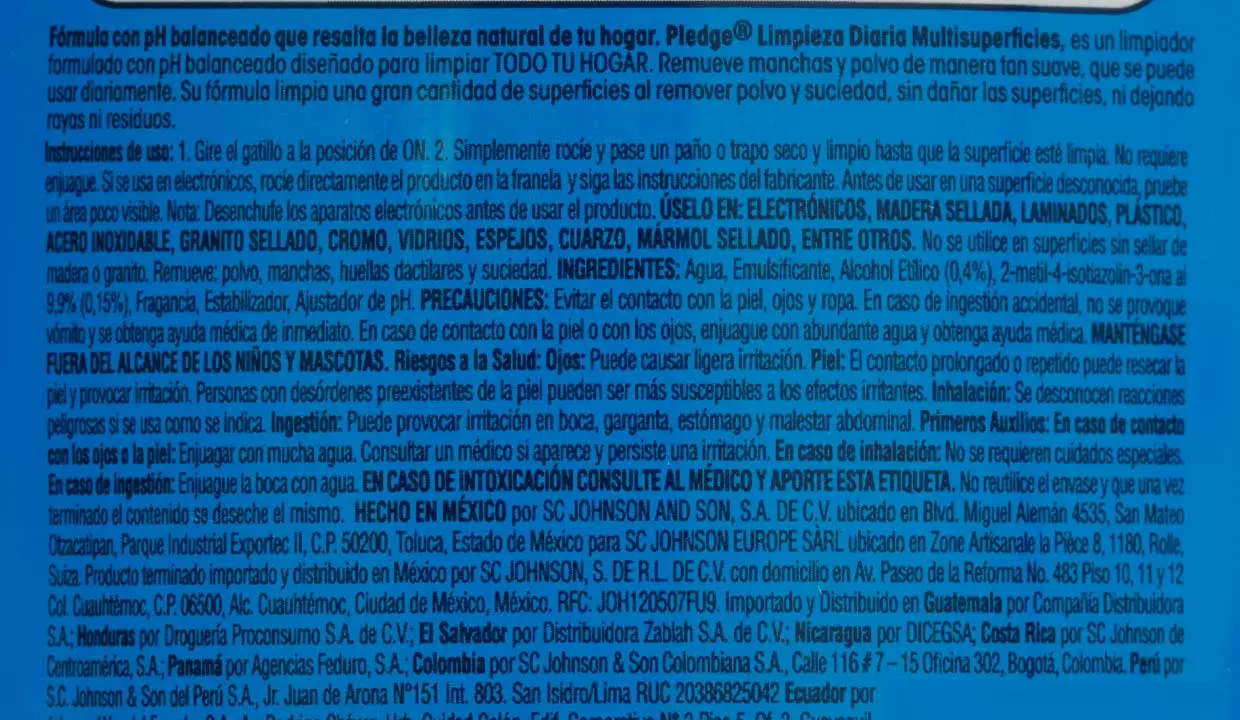 Fórmula con pH balanceado que resalta la belleza natural de tu hogar. Pledge® Limpieza Diaria Multisuperficies, es un limpiador
formulado con pH balanceado diseñado para limpiar TODO TU HOGAR. Remueve manchas y polvo de manera tan suave, que se puede
usar diariamente. Su fórmula limpia una gran cantidad de superficies al remover polvo y suciedad, sin dañar las superficies, ni dejando
rayas ni residuos.
Instrucciones de uso: 1. Gire el gatillo a la posición de ON. 2. Simplemente rocíe y pase un paño o trapo seco y limpio hasta que la superficie esté limpia. No requiere
enjuague. Si se usa en electrónicos, rocíe directamente el producto en la franela y siga las instrucciones del fabricante. Antes de usar en una superficie desconocida, pruebe
un área poco visible. Nota: Desenchufe los aparatos electrónicos antes de usar el producto. ÚSELO EN: ELECTRÓNICOS, MADERA SELLADA, LAMINADOS, PLÁSTICO,
ACERO INOXIDABLE, GRANITO SELLADO, CROMO, VIDRIOS, ESPEJOS, CUARZO, MÁRMOL SELLADO, ENTRE OTROS. No se utilice en superficies sin sellar de
madera o granito. Remueve: polvo, manchas, huellas dactilares y suciedad. INGREDIENTES: Agua, Emulsificante, Alcohol Etílico (0,4%), 2-metil-4-isotiazolin-3-ona al
9,9% (0,15%), Fragancia, Estabilizador, Ajustador de pH. PRECAUCIONES: Evitar el contacto con la piel, ojos y ropa. En caso de ingestión accidental, no se provoque
vómito y se obtenga ayuda médica de inmediato. En caso de contacto con la piel o con los ojos, enjuague con abundante agua y obtenga ayuda médica. MANTÉNGASE
FUERA DEL ALCANCE DE LOS NIÑOS Y MASCOTAS. Riesgos a la Salud: Ojos: Puede causar ligera irritación. Piel: El contacto prolongado o repetido puede resecar la
piel y provocar irritación. Personas con desórdenes preexistentes de la piel pueden ser más susceptibles a los efectos irritantes. Inhalación: Se desconocen reacciones
peligrosas si se usa como se indica. Ingestión: Puede provocar irritación en boca, garganta, estómago y malestar abdominal. Primeros Auxilios: En caso de contacto
con los ojos o la piel: Enjuagar con mucha agua. Consultar un médico si aparece y persiste una irritación. En caso de inhalación: No se requieren cuidados especiales.
En caso de ingestión: Enjuague la boca con agua. EN CASO DE INTOXICACIÓN CONSULTE AL MÉDICO Y APORTE ESTA ETIQUETA. No reutilice el envase y que una vez
terminado el contenido se deseche el mismo. HECHO EN MÉXICO por SC JOHNSON AND SON, S.A. DE C.V. ubicado en Blvd. Miguel Alemán 4535, San Mateo
Otzacatipan, Parque Industrial Exportec II, C.P. 50200, Toluca, Estado de México para SC JOHNSON EUROPE SÀRL ubicado en Zone Artisanale la Pièce 8, 1180, Rolle,
Suiza. Producto terminado importado y distribuido en México por SC JOHNSON, S. DE R.L. DE C.V. con domicilio en Av. Paseo de la Reforma No. 483 Piso 10, 11 y 12
Col. Cuauhtémoc, C.P. 06500, Alc. Cuauhtémoc, Ciudad de México, México. RFC: JOH120507FU9. Importado y Distribuido en Guatemala por Compañía Distribuidora
S.A.; Honduras por Droguería Proconsumo S.A. de C.V.; El Salvador por Distribuidora Zablah S.A. de C.V.; Nicaragua por DICEGSA; Costa Rica por SC Johnson de
Centroamérica, S.A.; Panamá por Agencias Feduro, S.A.; Colombia por SC Johnson & Son Colombiana S.A., Calle 116 # 7 – 15 Oficina 302, Bogotá, Colombia. Perú por
S.C. Johnson & Son del Perú S.A., Jr. Juan de Arona N°151 Int. 803. San Isidro/Lima RUC 20386825042 Ecuador por